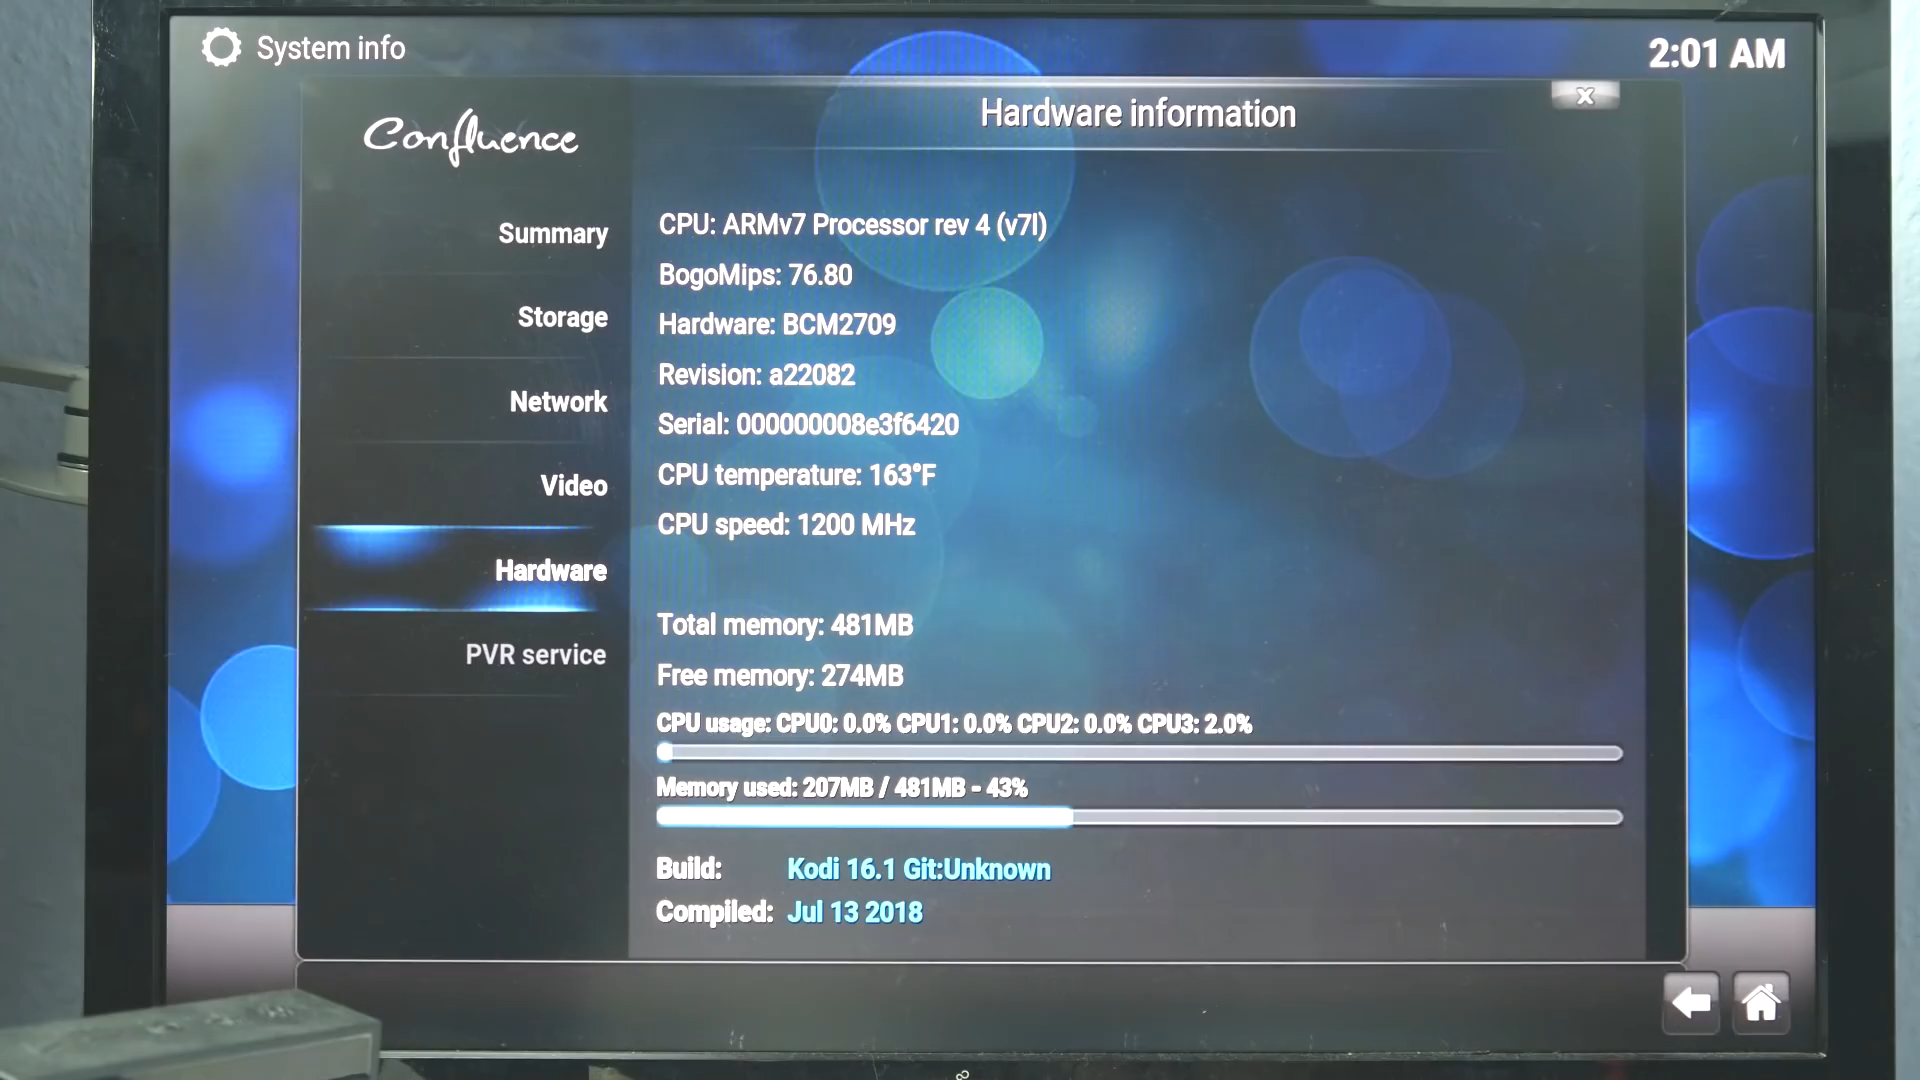 System info
2:01 AM
Confluence
Hardware information
Summary
Storage
Network
Video
Hardware
PVR service
CPU: ARMv7 Processor rev 4 (v7l)
BogoMips: 76.80
Hardware: BCM2709
Revision: a22082
Serial: 000000008e3f6420
CPU temperature: 163°F
CPU speed: 1200 MHz
Total memory: 481MB
Free memory: 274MB
CPU usage: CPU0: 0.0% CPU1: 0.0% CPU2: 0.0% CPU3: 2.0%
Memory used: 207MB / 481MB - 43%
Build: Kodi 16.1 Git:Unknown
Compiled: Jul 13 2018